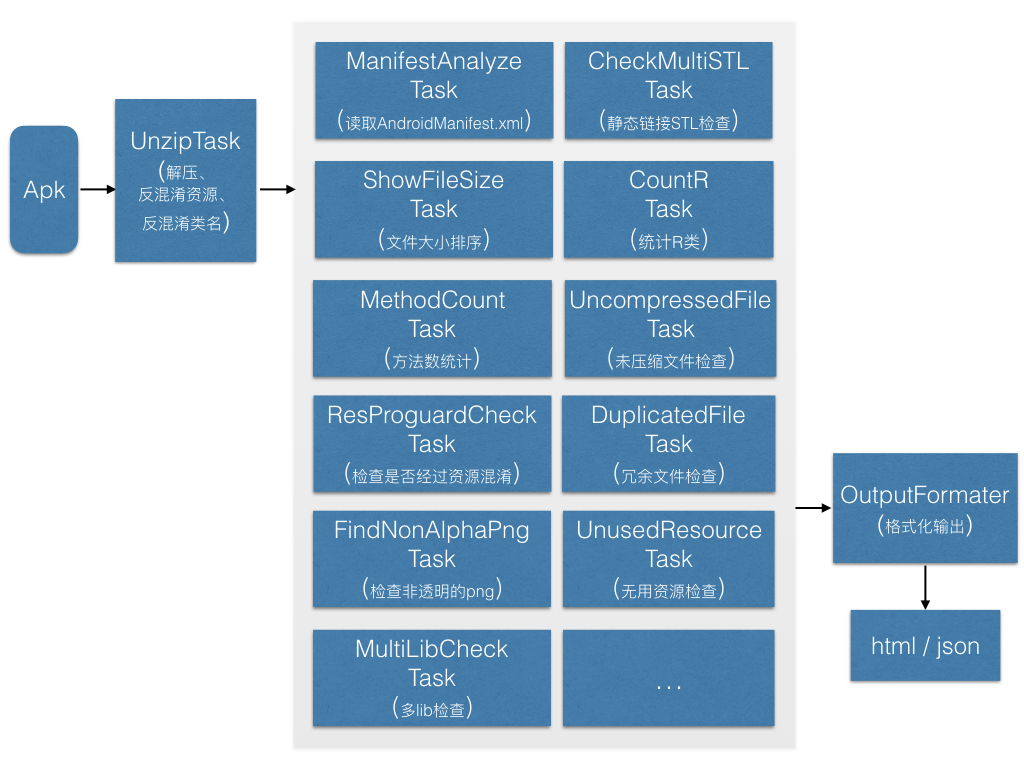 Apk
UnzipTask
(解压、
反混淆资源、
反混淆类名)
ManifestAnalyze
Task
(读取AndroidManifest.xml)
CheckMultiSTL
Task
(静态链接STL检查)
ShowFileSize
Task
(文件大小排序)
CountR
Task
(统计R类)
MethodCount
Task
(方法数统计)
UncompressedFile
Task
(未压缩文件检查)
ResProguardCheck
Task
(检查是否经过资源混淆)
DuplicatedFile
Task
(冗余文件检查)
FindNonAlphaPng
Task
(检查非透明的png)
UnusedResource
Task
(无用资源检查)
MultiLibCheck
Task
(多lib检查)
...
OutputFormater
(格式化输出)
html / json